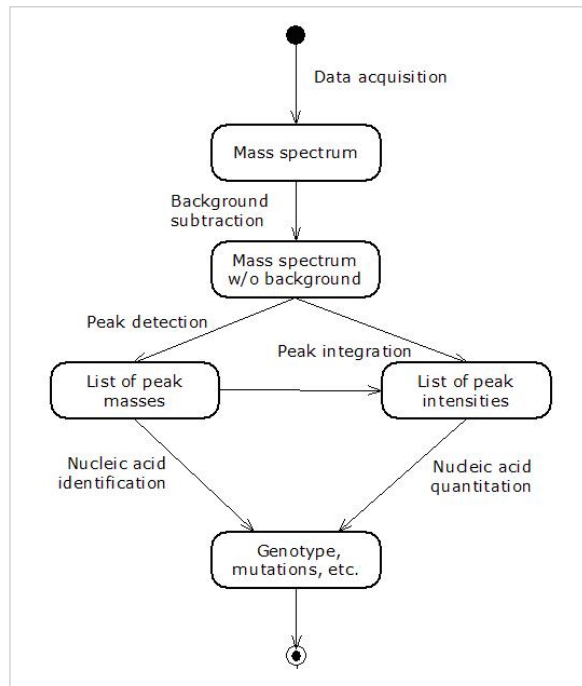 Data acquisition
Mass spectrum
Background
subtraction
Mass spectrum
w/o background
Peak detection
Peak integration
List of peak
masses
List of peak
intensities
Nucleic acid
identification
Nucleic acid
quantitation
Genotype,
mutations, etc.